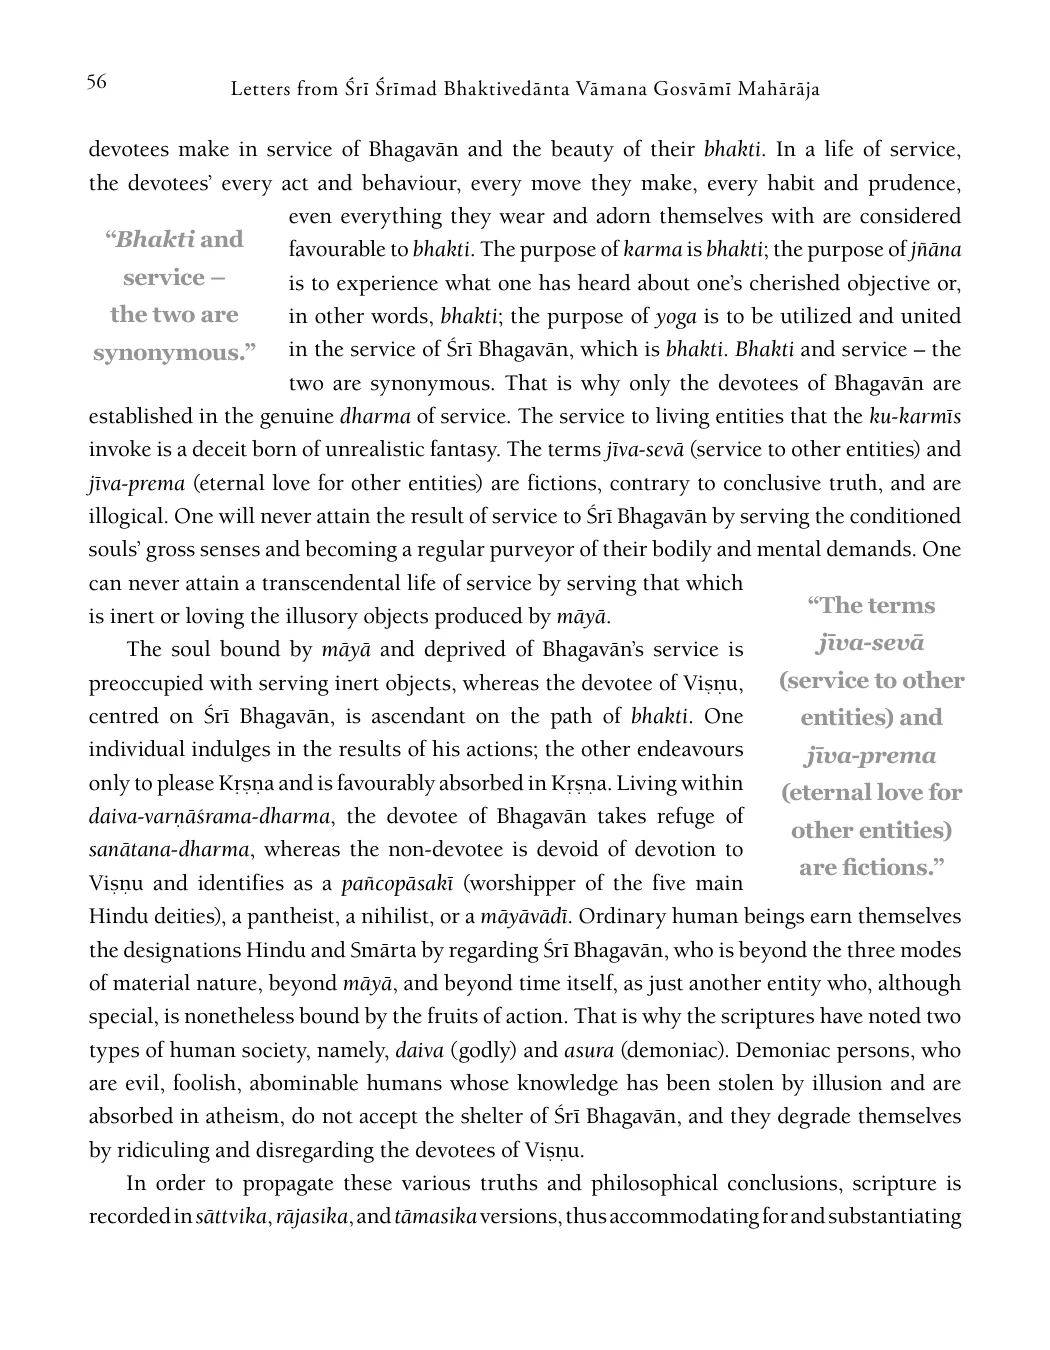 56
Letters from Śrī Śrīmad Bhaktivedānta Vāmana Gosvāmī Mahārāja
devotees make in service of Bhagavān and the beauty of their bhakti. In a life of service,
the devotees’ every act and behaviour, every move they make, every habit and prudence,
even everything they wear and adorn themselves with are considered
favourable to bhakti. The purpose of karma is bhakti; the purpose of jñāna
is to experience what one has heard about one’s cherished objective or,
in other words, bhakti; the purpose of yoga is to be utilized and united
in the service of Śrī Bhagavān, which is bhakti. Bhakti and service – the
two are synonymous. That is why only the devotees of Bhagavān are
“Bhakti and
service –
the two are
synonymous.”
established in the genuine dharma of service. The service to living entities that the ku-karmīs
invoke is a deceit born of unrealistic fantasy. The terms jīva-sevā (service to other entities) and
jīva-prema (eternal love for other entities) are fictions, contrary to conclusive truth, and are
illogical. One will never attain the result of service to Śrī Bhagavān by serving the conditioned
souls’ gross senses and becoming a regular purveyor of their bodily and mental demands. One
can never attain a transcendental life of service by serving that which
is inert or loving the illusory objects produced by māyā.
The soul bound by māyā and deprived of Bhagavān’s service is
preoccupied with serving inert objects, whereas the devotee of Viṣṇu,
centred on Śrī Bhagavān, is ascendant on the path of bhakti. One
individual indulges in the results of his actions; the other endeavours
only to please Kṛṣṇa and is favourably absorbed in Kṛṣṇa. Living within
daiva-varṇāśrama-dharma, the devotee of Bhagavān takes refuge of
sanātana-dharma, whereas the non-devotee is devoid of devotion to
Viṣṇu and identifies as a pañcopāsakī (worshipper of the five main
“The terms
jīva-sevā
(service to other
entities) and
jīva-prema
(eternal love for
other entities)
are fictions.”
Hindu deities), a pantheist, a nihilist, or a māyāvādī. Ordinary human beings earn themselves
the designations Hindu and Smārta by regarding Śrī Bhagavān, who is beyond the three modes
of material nature, beyond māyā, and beyond time itself, as just another entity who, although
special, is nonetheless bound by the fruits of action. That is why the scriptures have noted two
types of human society, namely, daiva (godly) and asura (demoniac). Demoniac persons, who
are evil, foolish, abominable humans whose knowledge has been stolen by illusion and are
absorbed in atheism, do not accept the shelter of Śrī Bhagavān, and they degrade themselves
by ridiculing and disregarding the devotees of Viṣṇu.
In order to propagate these various truths and philosophical conclusions, scripture is
recorded in sāttvika, rājasika, and tāmasika versions, thus accommodating for and substantiating